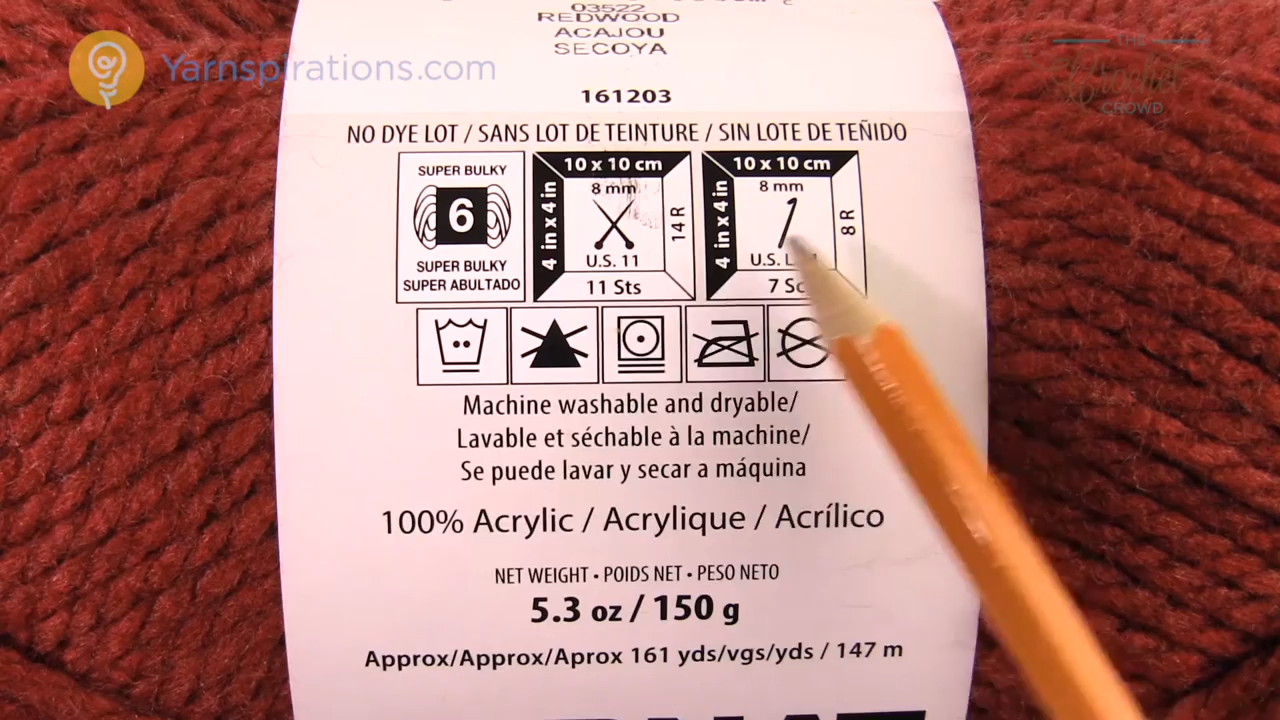 03522
REDWOOD
ACAJOU
SECOYA
Yarnspirations.com
THE
Crochet
CROWD
161203
NO DYE LOT / SANS LOT DE TEINTURE / SIN LOTE DE TEÑIDO
SUPER BULKY
6
SUPER BULKY
SUPER ABULTADO
10 x 10 cm
4 in x 4 in
8 mm
14 R
U.S. 11
11 Sts
10 x 10 cm
4 in x 4 in
8 mm
8 R
U.S.
7
Machine washable and dryable/
Lavable et séchable à la machine/
Se puede lavar y secar a máquina
100% Acrylic / Acrylique / Acrílico
NET WEIGHT • POIDS NET • PESO NETO
5.3 oz / 150 g
Approx/Approx/Aprox 161 yds/vgs/yds / 147 m